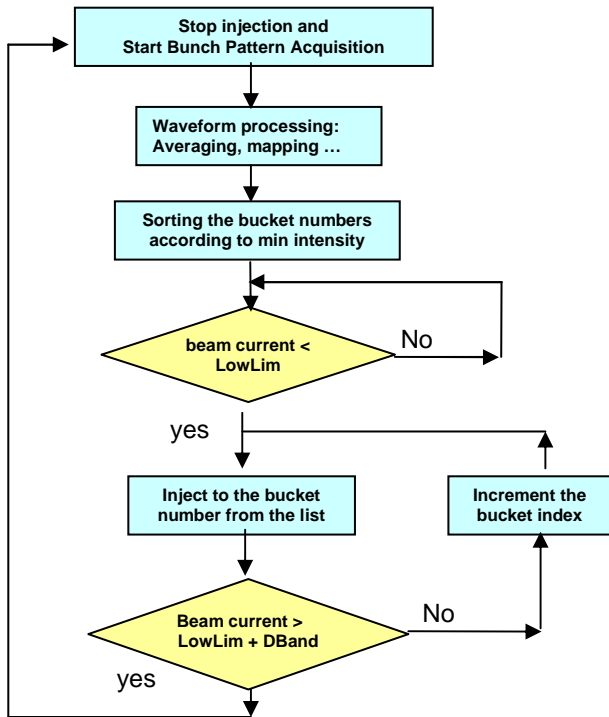 Stop injection and
Start Bunch Pattern Acquisition
Waveform processing:
Averaging, mapping …
Sorting the bucket numbers
according to min intensity
beam current <
LowLim
No
yes
Inject to the bucket
number from the list
Increment the
bucket index
Beam current >
LowLim + DBand
No
yes